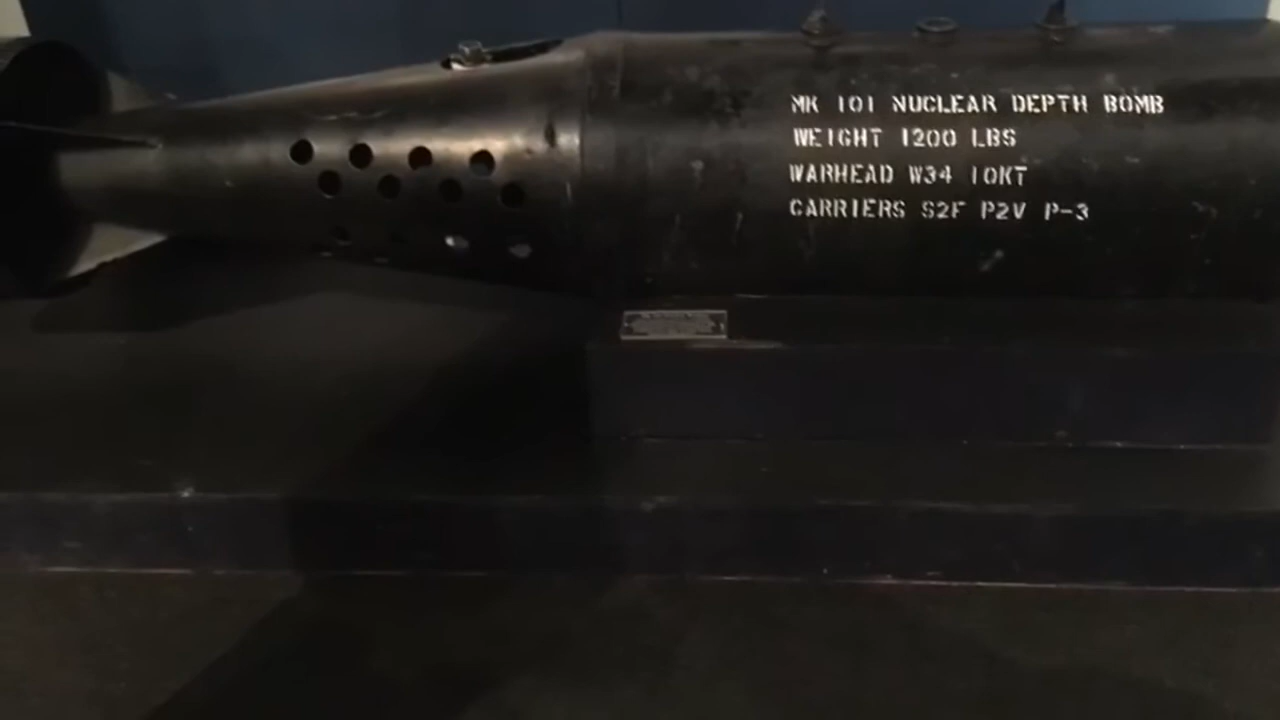 MK 101 NUCLEAR DEPTH BOMB
WEIGHT 1200 LBS
WARHEAD W34 10KT
CARRIERS S2F P2V P-3